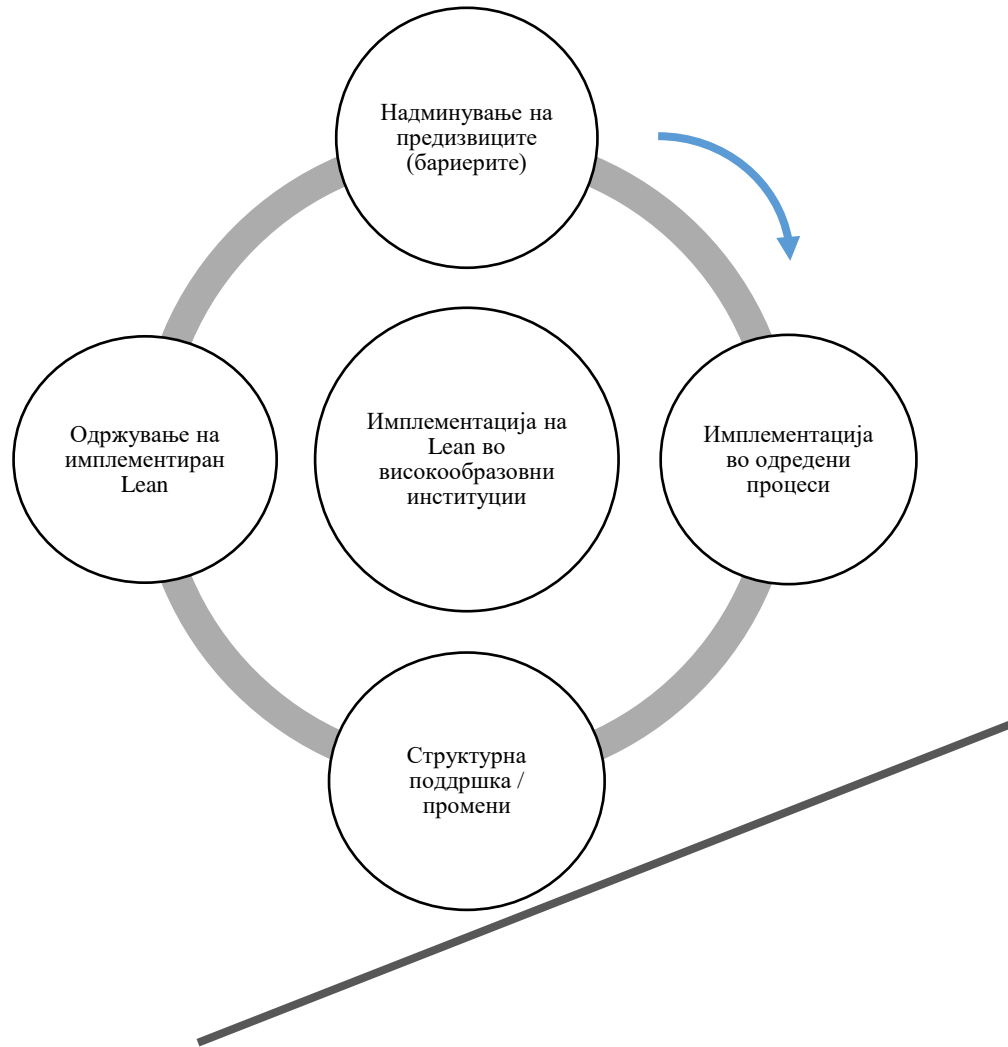 Надминување на
предизвиците
(бариерите)
Одржување на
имплементиран
Lean
Имплементација на
Lean во
високообразовни
институции
Имплементација
во одредени
процеси
Структурна
поддршка /
промени